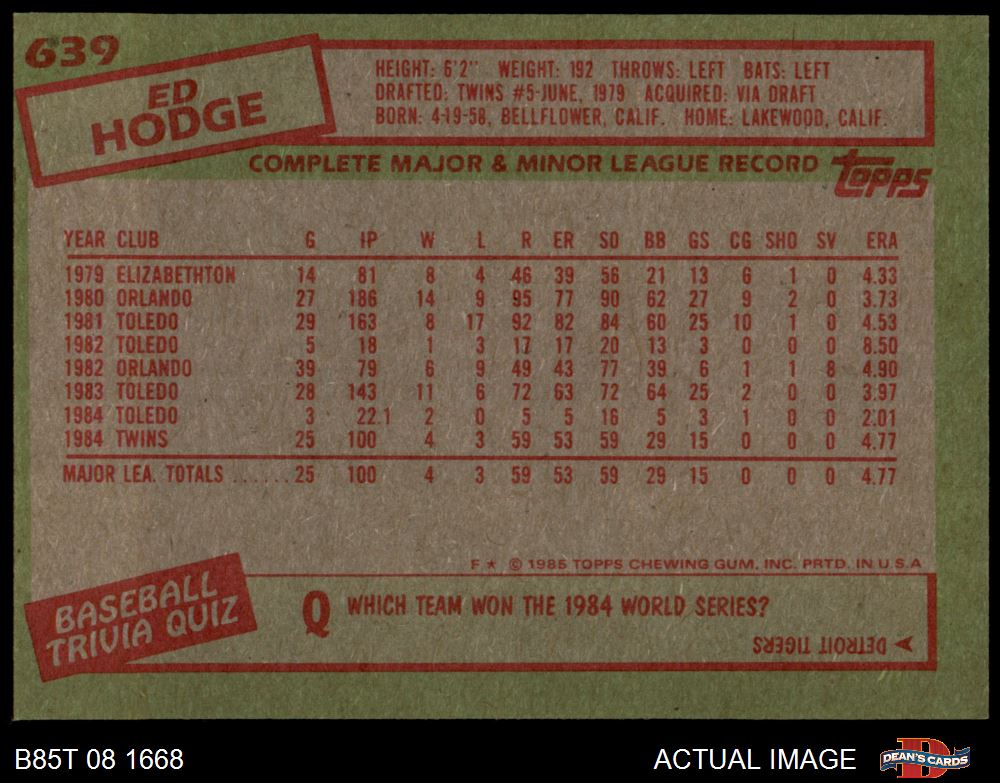 639
ED
HODGE
HEIGHT: 6'2" WEIGHT: 192 THROWS: LEFT BATS: LEFT
DRAFTED: TWINS #5-JUNE, 1979 ACQUIRED: VIA DRAFT
BORN: 4-19-58, BELLFLOWER, CALIF. HOME: LAKEWOOD, CALIF.
COMPLETE MAJOR & MINOR LEAGUE RECORD topps
YEAR CLUB G IP W L R ER SO BB GS CG SHO SV ERA
1979 ELIZABETHTON 14 81 8 4 46 39 56 21 13 6 1 0 4.33
1980 ORLANDO 27 186 14 9 95 77 90 62 27 9 2 0 3.73
1981 TOLEDO 29 163 8 17 92 82 84 60 25 10 1 0 4.53
1982 TOLEDO 5 18 1 3 17 17 20 13 3 0 0 0 8.50
1982 ORLANDO 39 79 6 9 49 43 77 39 6 1 1 8 4.90
1983 TOLEDO 28 143 11 6 72 63 72 64 25 2 0 0 3.97
1984 TOLEDO 3 22.1 2 0 5 5 16 5 3 1 0 0 2.01
1984 TWINS 25 100 4 3 59 53 59 29 15 0 0 0 4.77
MAJOR LEA. TOTALS ......25 100 4 3 59 53 59 29 15 0 0 0 4.77
F★ © 1985 TOPPS CHEWING GUM, INC. PRTD. IN U.S.A
BASEBALL
TRIVIA QUIZ
Q WHICH TEAM WON THE 1984 WORLD SERIES?
DETROIT TIGERS
B85T 08 1668 ACTUAL IMAGE D DEAN'S CARDS